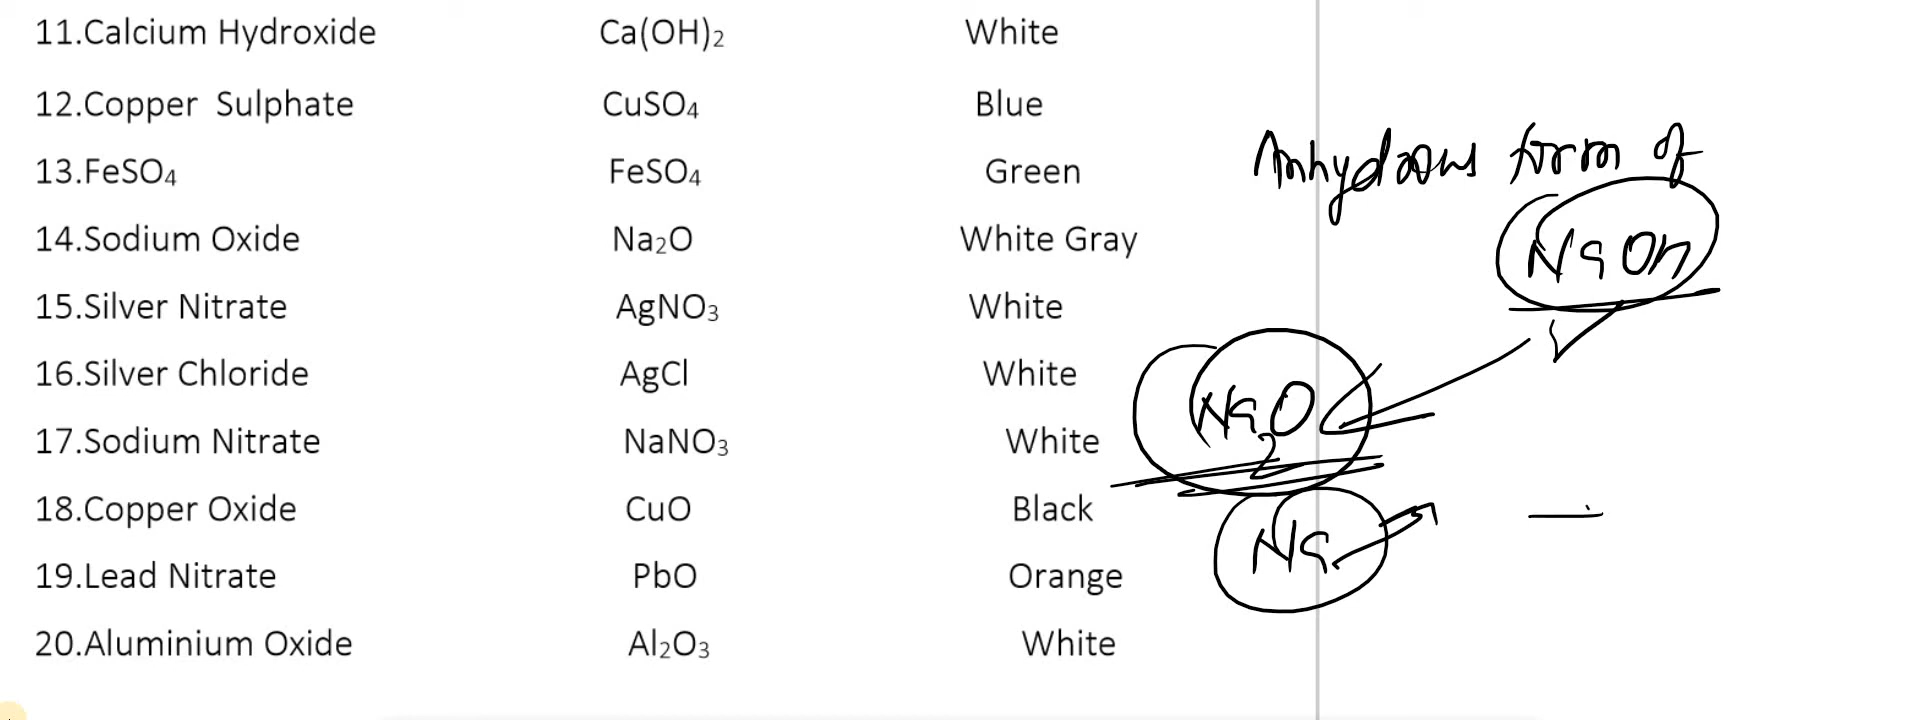 11.Calcium Hydroxide Ca(OH)₂ White
12.Copper Sulphate CuSO₄ Blue
13.FeSO₄ FeSO₄ Green
Anhydrous form of
NaOH
14.Sodium Oxide Na₂O White Gray
15.Silver Nitrate AgNO₃ White
16.Silver Chloride AgCl White
Na₂O
17.Sodium Nitrate NaNO₃ White
18.Copper Oxide CuO Black
Na
19.Lead Nitrate PbO Orange
20.Aluminium Oxide Al₂O₃ White